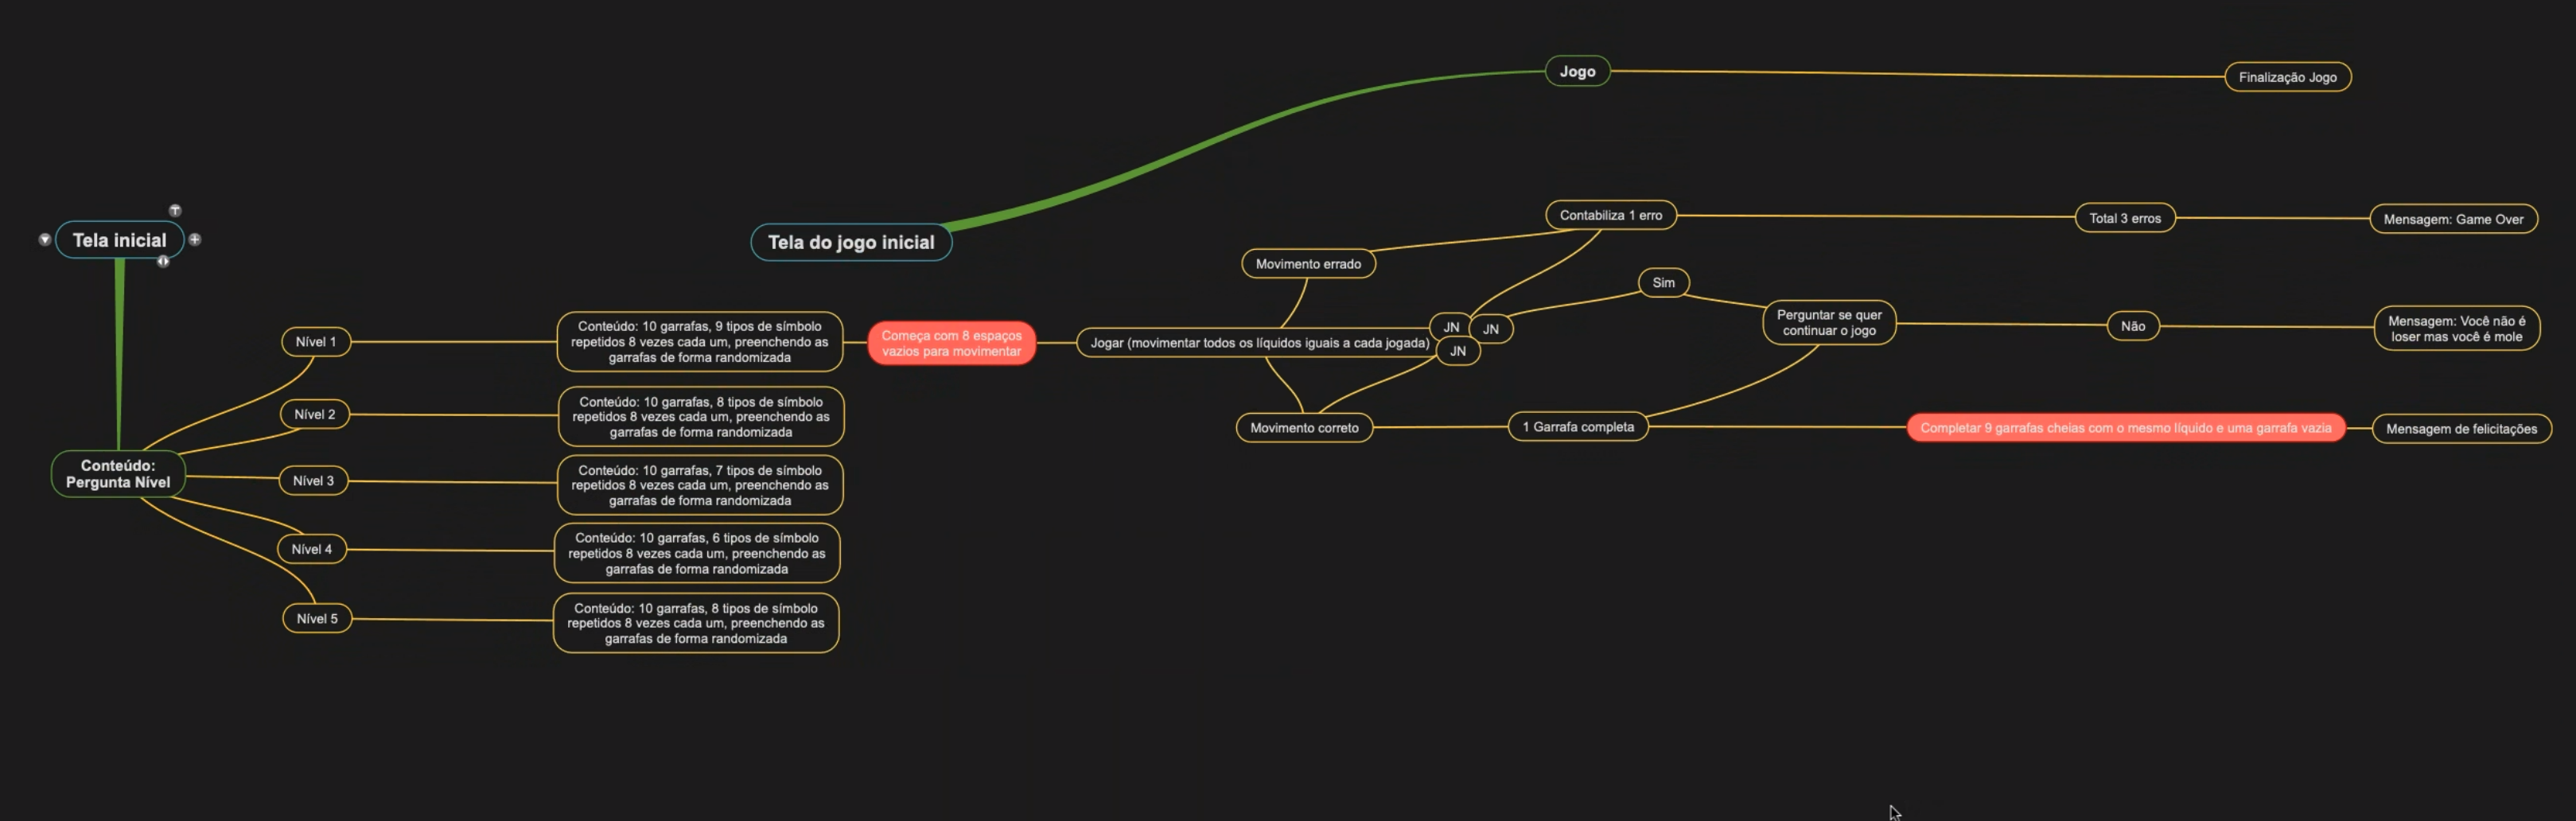 Jogo
Finalização Jogo
Tela inicial
Tela do jogo inicial
Contabiliza 1 erro
Total 3 erros
Mensagem: Game Over
Movimento errado
Sim
Perguntar se quer
continuar o jogo
Não
Mensagem: Você não é
loser mas você é mole
Nível 1
Conteúdo: 10 garrafas, 9 tipos de símbolo
repetidos 8 vezes cada um, preenchendo as
garrafas de forma randomizada
Começa com 8 espaços
vazios para movimentar
Jogar (movimentar todos os líquidos iguais a cada jogada)
JN
JN
JN
Nível 2
Conteúdo: 10 garrafas, 8 tipos de símbolo
repetidos 8 vezes cada um, preenchendo as
garrafas de forma randomizada
Movimento correto
1 Garrafa completa
Completar 9 garrafas cheias com o mesmo líquido e uma garrafa vazia
Mensagem de felicitações
Conteúdo:
Pergunta Nível
Nível 3
Conteúdo: 10 garrafas, 7 tipos de símbolo
repetidos 8 vezes cada um, preenchendo as
garrafas de forma randomizada
Nível 4
Conteúdo: 10 garrafas, 6 tipos de símbolo
repetidos 8 vezes cada um, preenchendo as
garrafas de forma randomizada
Nível 5
Conteúdo: 10 garrafas, 8 tipos de símbolo
repetidos 8 vezes cada um, preenchendo as
garrafas de forma randomizada